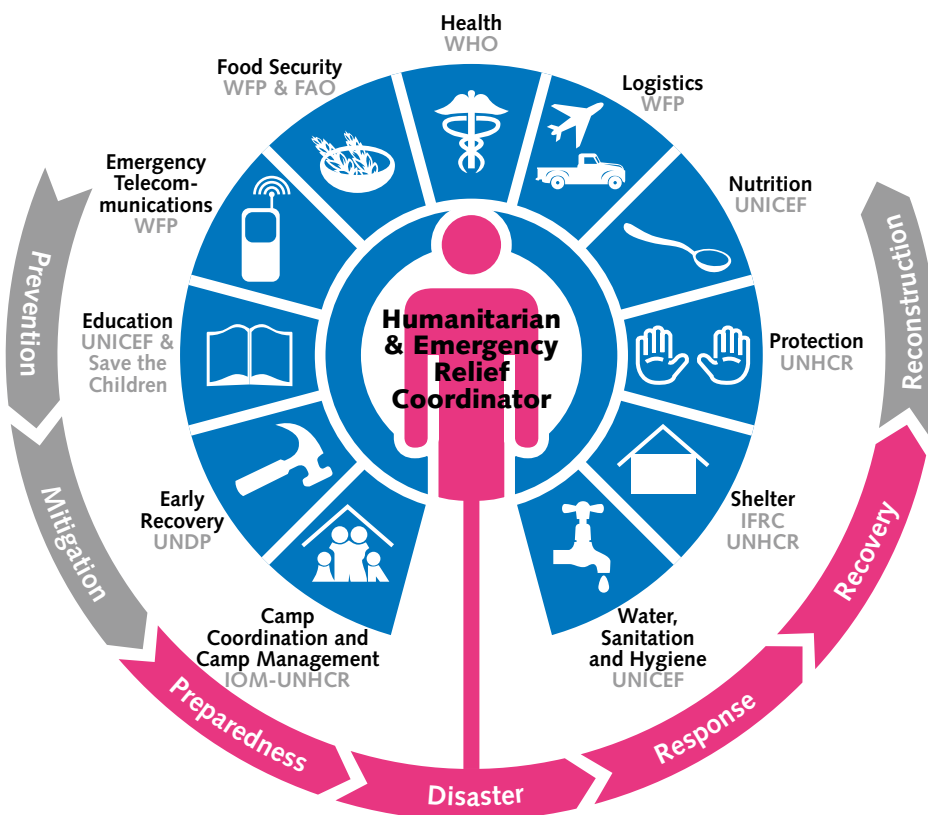 Health
WHO
Logistics
WFP
Nutrition
UNICEF
Protection
UNHCR
Shelter
IFRC
UNHCR
Water,
Sanitation
and Hygiene
UNICEF
Camp
Coordination and
Camp Management
IOM-UNHCR
Early
Recovery
UNDP
Education
UNICEF &
Save the
Children
Emergency
Telecom-
munications
WFP
Food Security
WFP & FAO
Humanitarian
& Emergency
Relief
Coordinator
Prevention
Mitigation
Preparedness
Disaster
Response
Recovery
Reconstruction